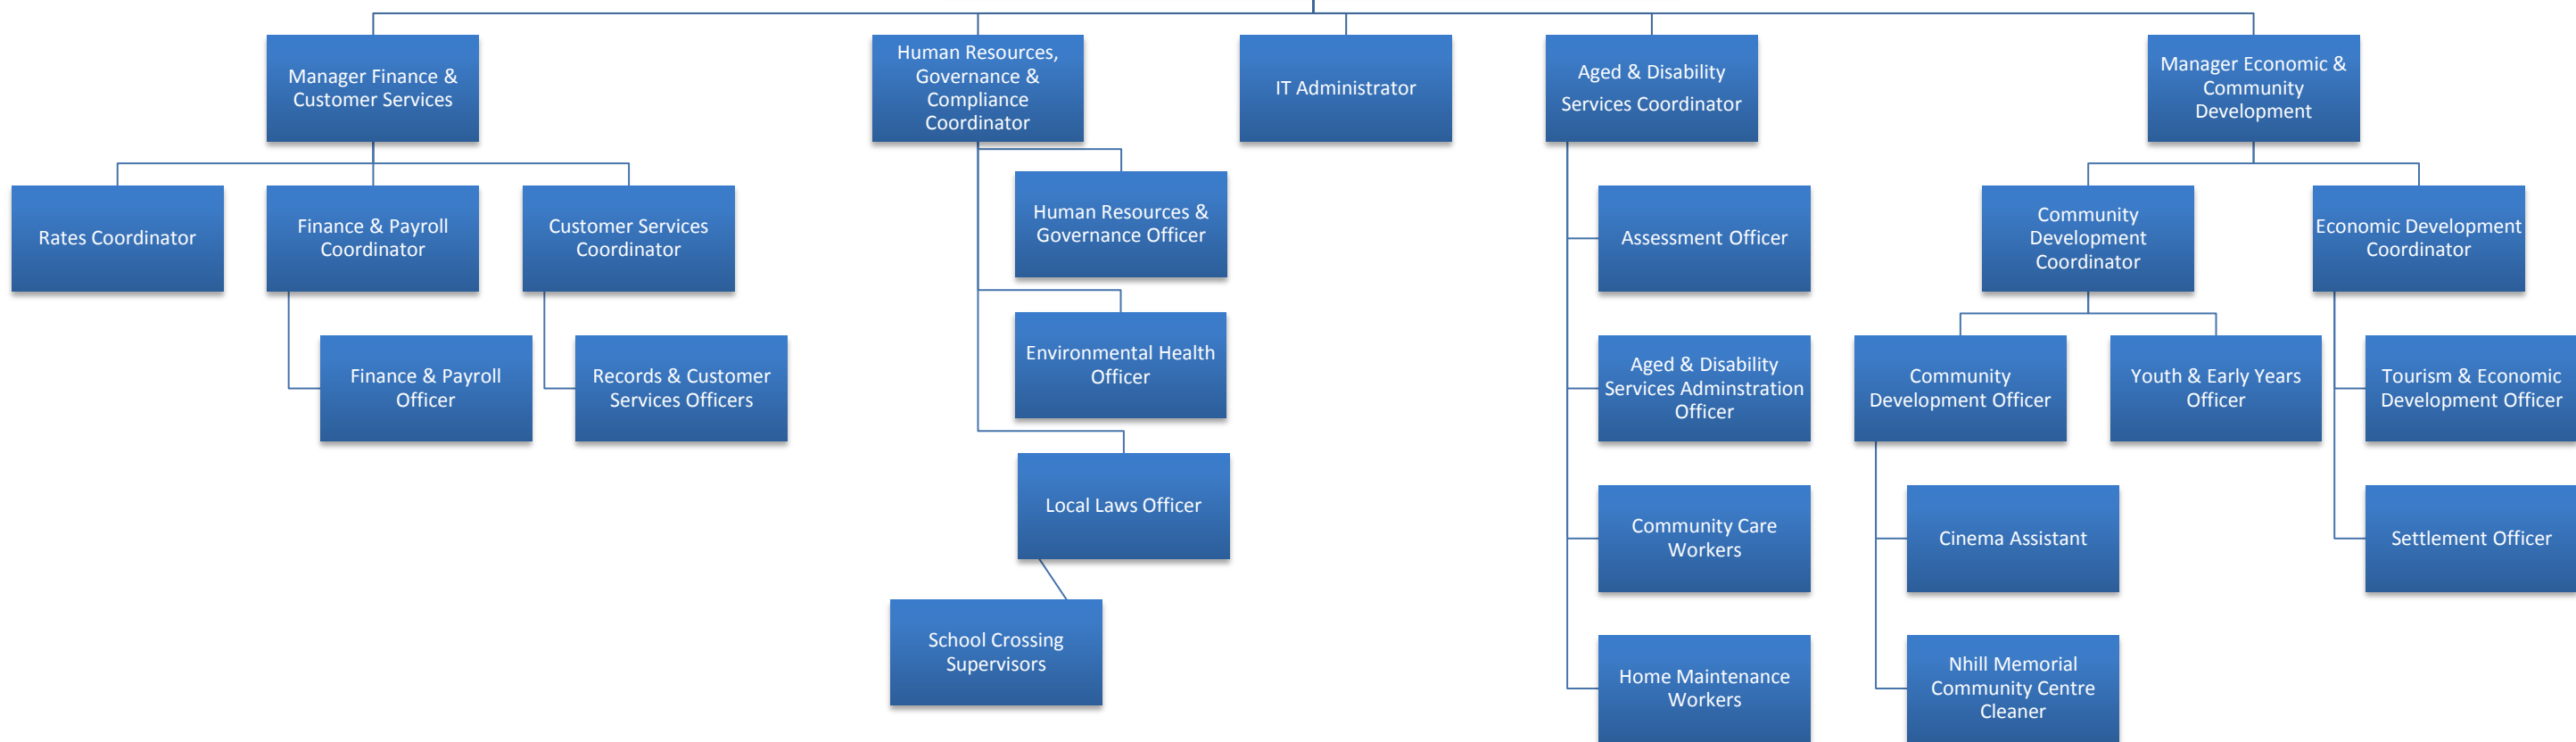 Manager Finance &
Customer Services
Human Resources,
Governance &
Compliance
Coordinator
IT Administrator
Aged & Disability
Services Coordinator
Manager Economic &
Community
Development
Rates Coordinator
Finance & Payroll
Coordinator
Customer Services
Coordinator
Human Resources &
Governance Officer
Assessment Officer
Community
Development
Coordinator
Economic Development
Coordinator
Finance & Payroll
Officer
Records & Customer
Services Officers
Environmental Health
Officer
Aged & Disability
Services Adminstration
Officer
Community
Development Officer
Youth & Early Years
Officer
Tourism & Economic
Development Officer
Local Laws Officer
Community Care
Workers
Cinema Assistant
Settlement Officer
School Crossing
Supervisors
Home Maintenance
Workers
Nhill Memorial
Community Centre
Cleaner